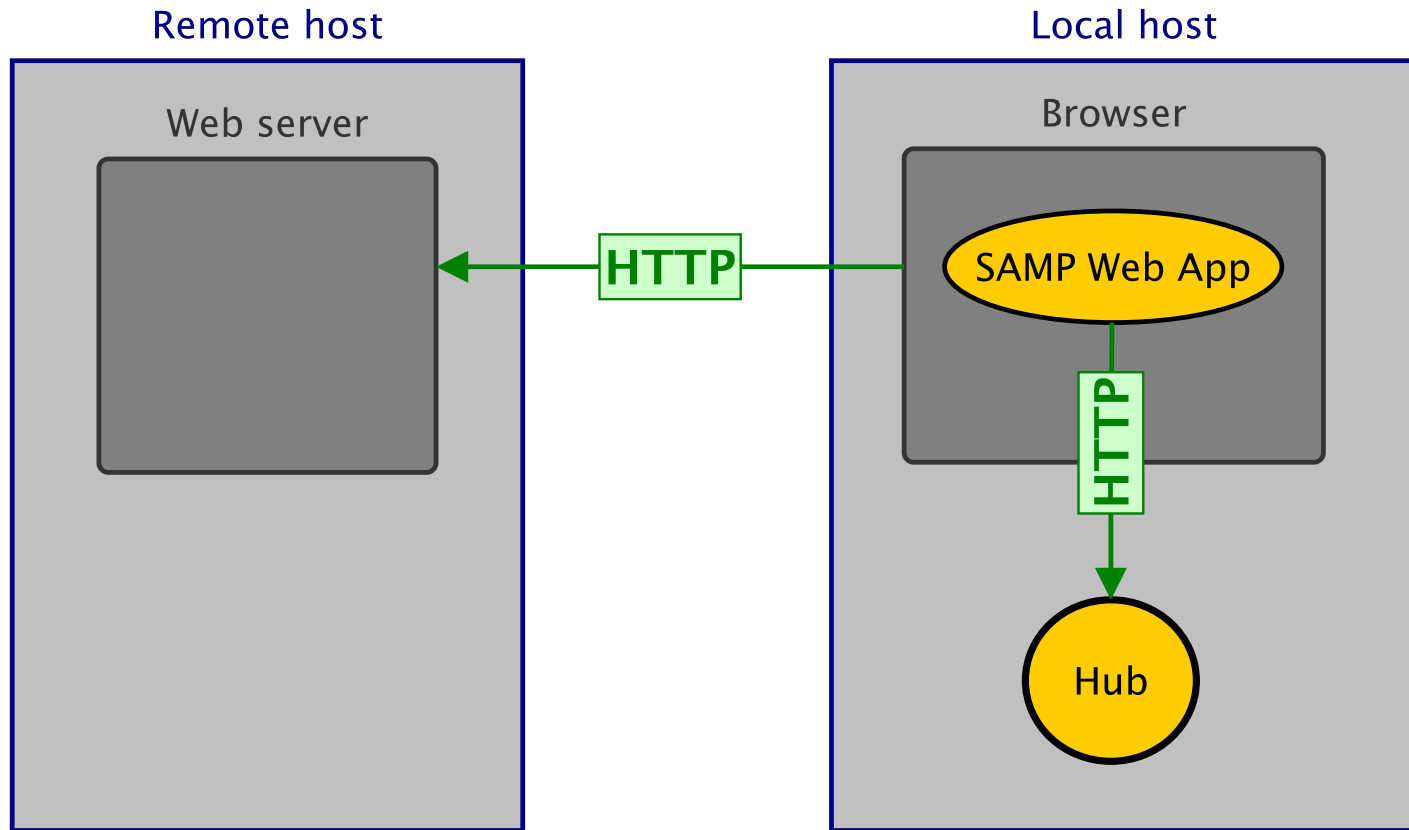 Remote host
Local host
Web server
Browser
HTTP
SAMP Web App
HTTP
Hub